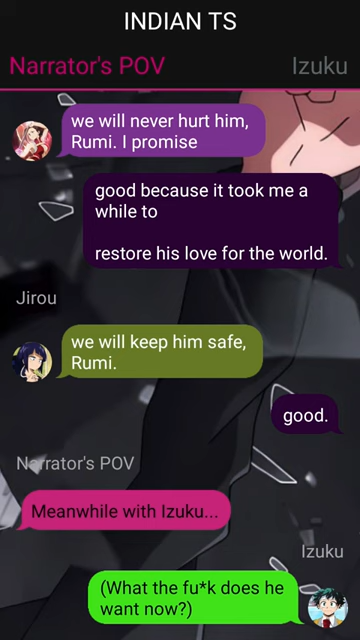 INDIAN TS
Narrator's POV
Izuku
we will never hurt him,
Rumi. I promise
good because it took me a
while to
restore his love for the world.
Jirou
we will keep him safe,
Rumi.
good.
Narrator's POV
Meanwhile with Izuku...
Izuku
(What the fu*k does he
want now?)